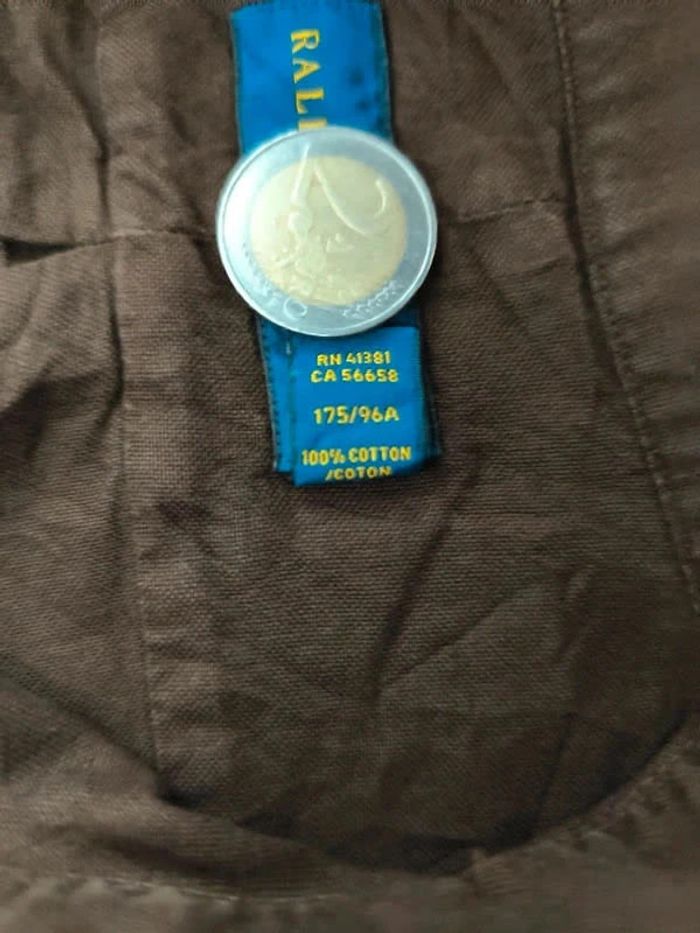 RAL
RN 41381
CA 56658
175/96A
100% COTTON
/COTON